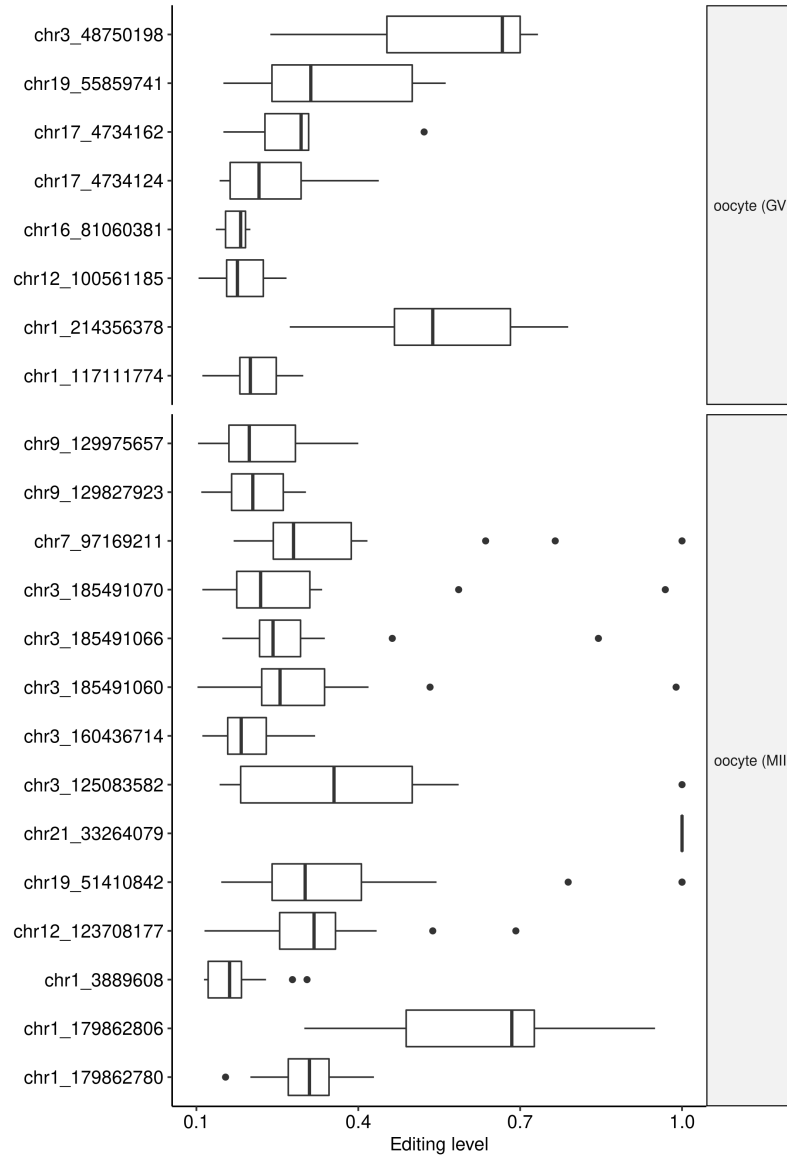 chr3_48750198
chr19_55859741
chr17_4734162
chr17_4734124
chr16_81060381
chr12_100561185
chr1_214356378
chr1_117111774
oocyte (GV
chr9_129975657
chr9_129827923
chr7_97169211
chr3_185491070
chr3_185491066
chr3_185491060
chr3_160436714
chr3_125083582
chr21_33264079
chr19_51410842
chr12_123708177
chr1_3889608
chr1_179862806
chr1_179862780
oocyte (MII
0.1 0.4 0.7 1.0
Editing level